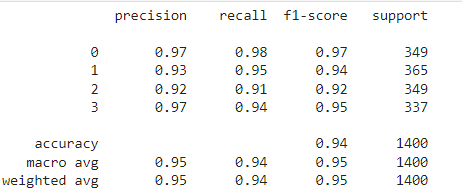 precision recall f1-score support
0 0.97 0.98 0.97 349
1 0.93 0.95 0.94 365
2 0.92 0.91 0.92 349
3 0.97 0.94 0.95 337
accuracy 0.94 1400
macro avg 0.95 0.94 0.95 1400
weighted avg 0.95 0.94 0.95 1400